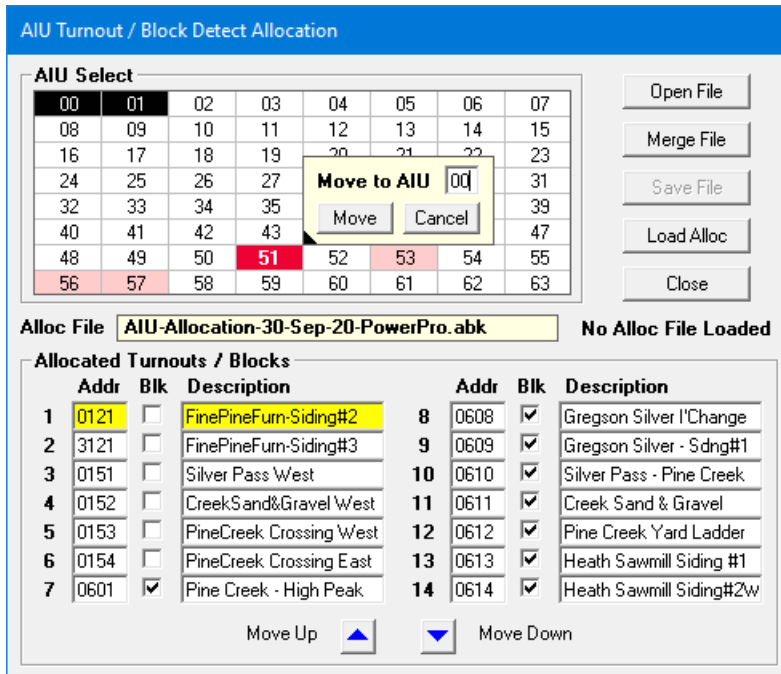 AIU Turnout / Block Detect Allocation
AIU Select
00 01 02 03 04 05 06 07
08 09 10 11 12 13 14 15
16 17 18 19 20 21 22 23
24 25 26 27 31
32 33 34 35 39
40 41 42 43 47
48 49 50 51 52 53 54 55
56 57 58 59 60 61 62 63
Move to AIU 00
Move Cancel
Open File
Merge File
Save File
Load Alloc
Close
Alloc File AIU-Allocation-30-Sep-20-PowerPro.abk No Alloc File Loaded
Allocated Turnouts / Blocks
Addr Blk Description Addr Blk Description
1 0121 FinePineFurn-Siding#2 8 0608 Gregson Silver I'Change
2 3121 FinePineFurn-Siding#3 9 0609 Gregson Silver - Sdng#1
3 0151 Silver Pass West 10 0610 Silver Pass - Pine Creek
4 0152 CreekSand&Gravel West 11 0611 Creek Sand & Gravel
5 0153 PineCreek Crossing West 12 0612 Pine Creek Yard Ladder
6 0154 PineCreek Crossing East 13 0613 Heath Sawmill Siding #1
7 0601 Pine Creek - High Peak 14 0614 Heath Sawmill Siding#2W
Move Up Move Down